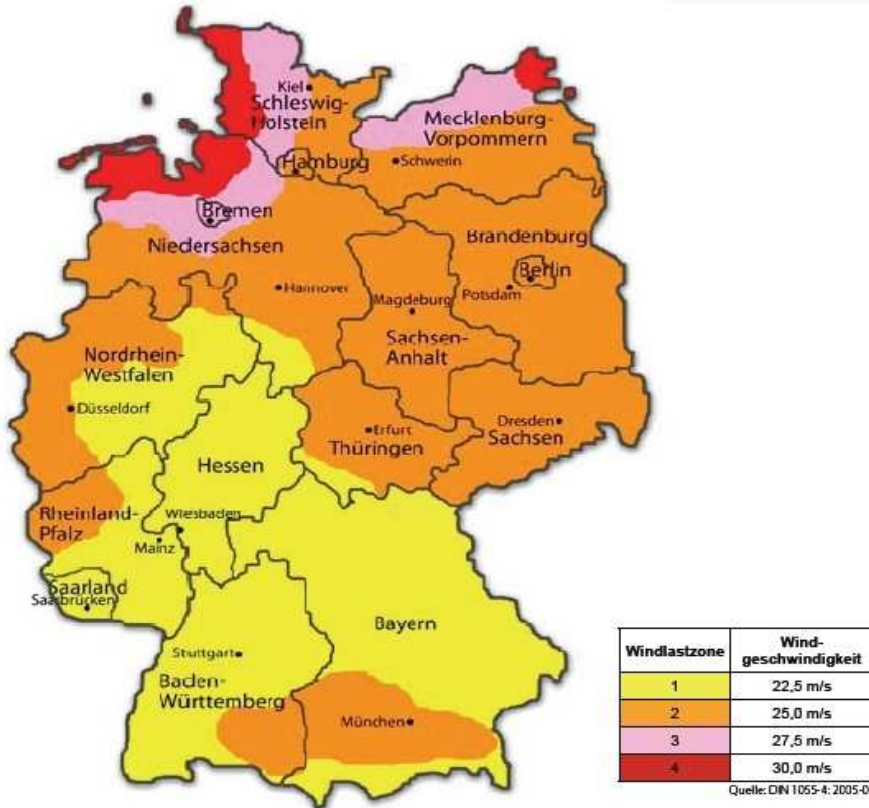 Kiel
Schleswig-
Holstein
Mecklenburg-
Vorpommern
Hamburg
Schwerin
Bremen
Niedersachsen
Brandenburg
Berlin
Hannover
Potsdam
Magdeburg
Sachsen-
Anhalt
Nordrhein-
Westfalen
Düsseldorf
Erfurt
Thüringen
Dresden
Sachsen
Hessen
Rheinland-
Pfalz
Wiesbaden
Mainz
Saarland
Saarbrücken
Bayern
Stuttgart
Baden-
Württemberg
München
Windlastzone Wind-
geschwindigkeit
1 22,5 m/s
2 25,0 m/s
3 27,5 m/s
4 30,0 m/s
Quelle: DIN 1055-4: 2005-0